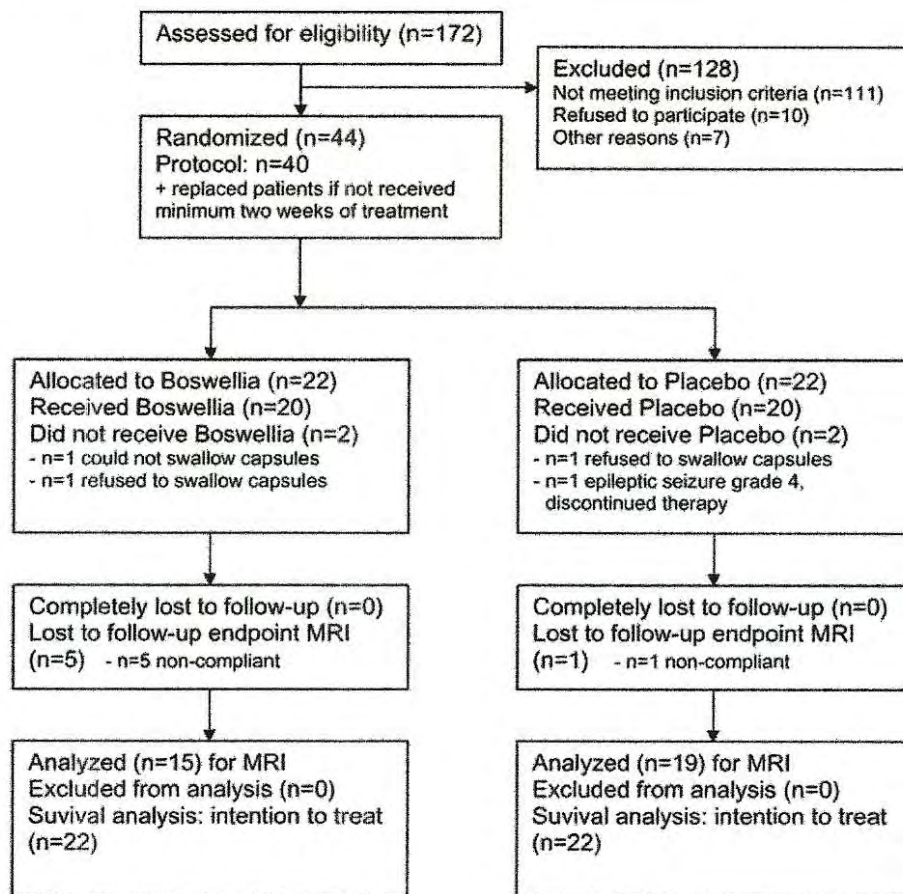 Assessed for eligibility (n=172)
Excluded (n=128)
Not meeting inclusion criteria (n=111)
Refused to participate (n=10)
Other reasons (n=7)
Randomized (n=44)
Protocol: n=40
+ replaced patients if not received
minimum two weeks of treatment
Allocated to Boswellia (n=22)
Received Boswellia (n=20)
Did not receive Boswellia (n=2)
- n=1 could not swallow capsules
- n=1 refused to swallow capsules
Allocated to Placebo (n=22)
Received Placebo (n=20)
Did not receive Placebo (n=2)
- n=1 refused to swallow capsules
- n=1 epileptic seizure grade 4,
discontinued therapy
Completely lost to follow-up (n=0)
Lost to follow-up endpoint MRI
(n=5) - n=5 non-compliant
Completely lost to follow-up (n=0)
Lost to follow-up endpoint MRI
(n=1) - n=1 non-compliant
Analyzed (n=15) for MRI
Excluded from analysis (n=0)
Suvival analysis: intention to treat
(n=22)
Analyzed (n=19) for MRI
Excluded from analysis (n=0)
Suvival analysis: intention to treat
(n=22)